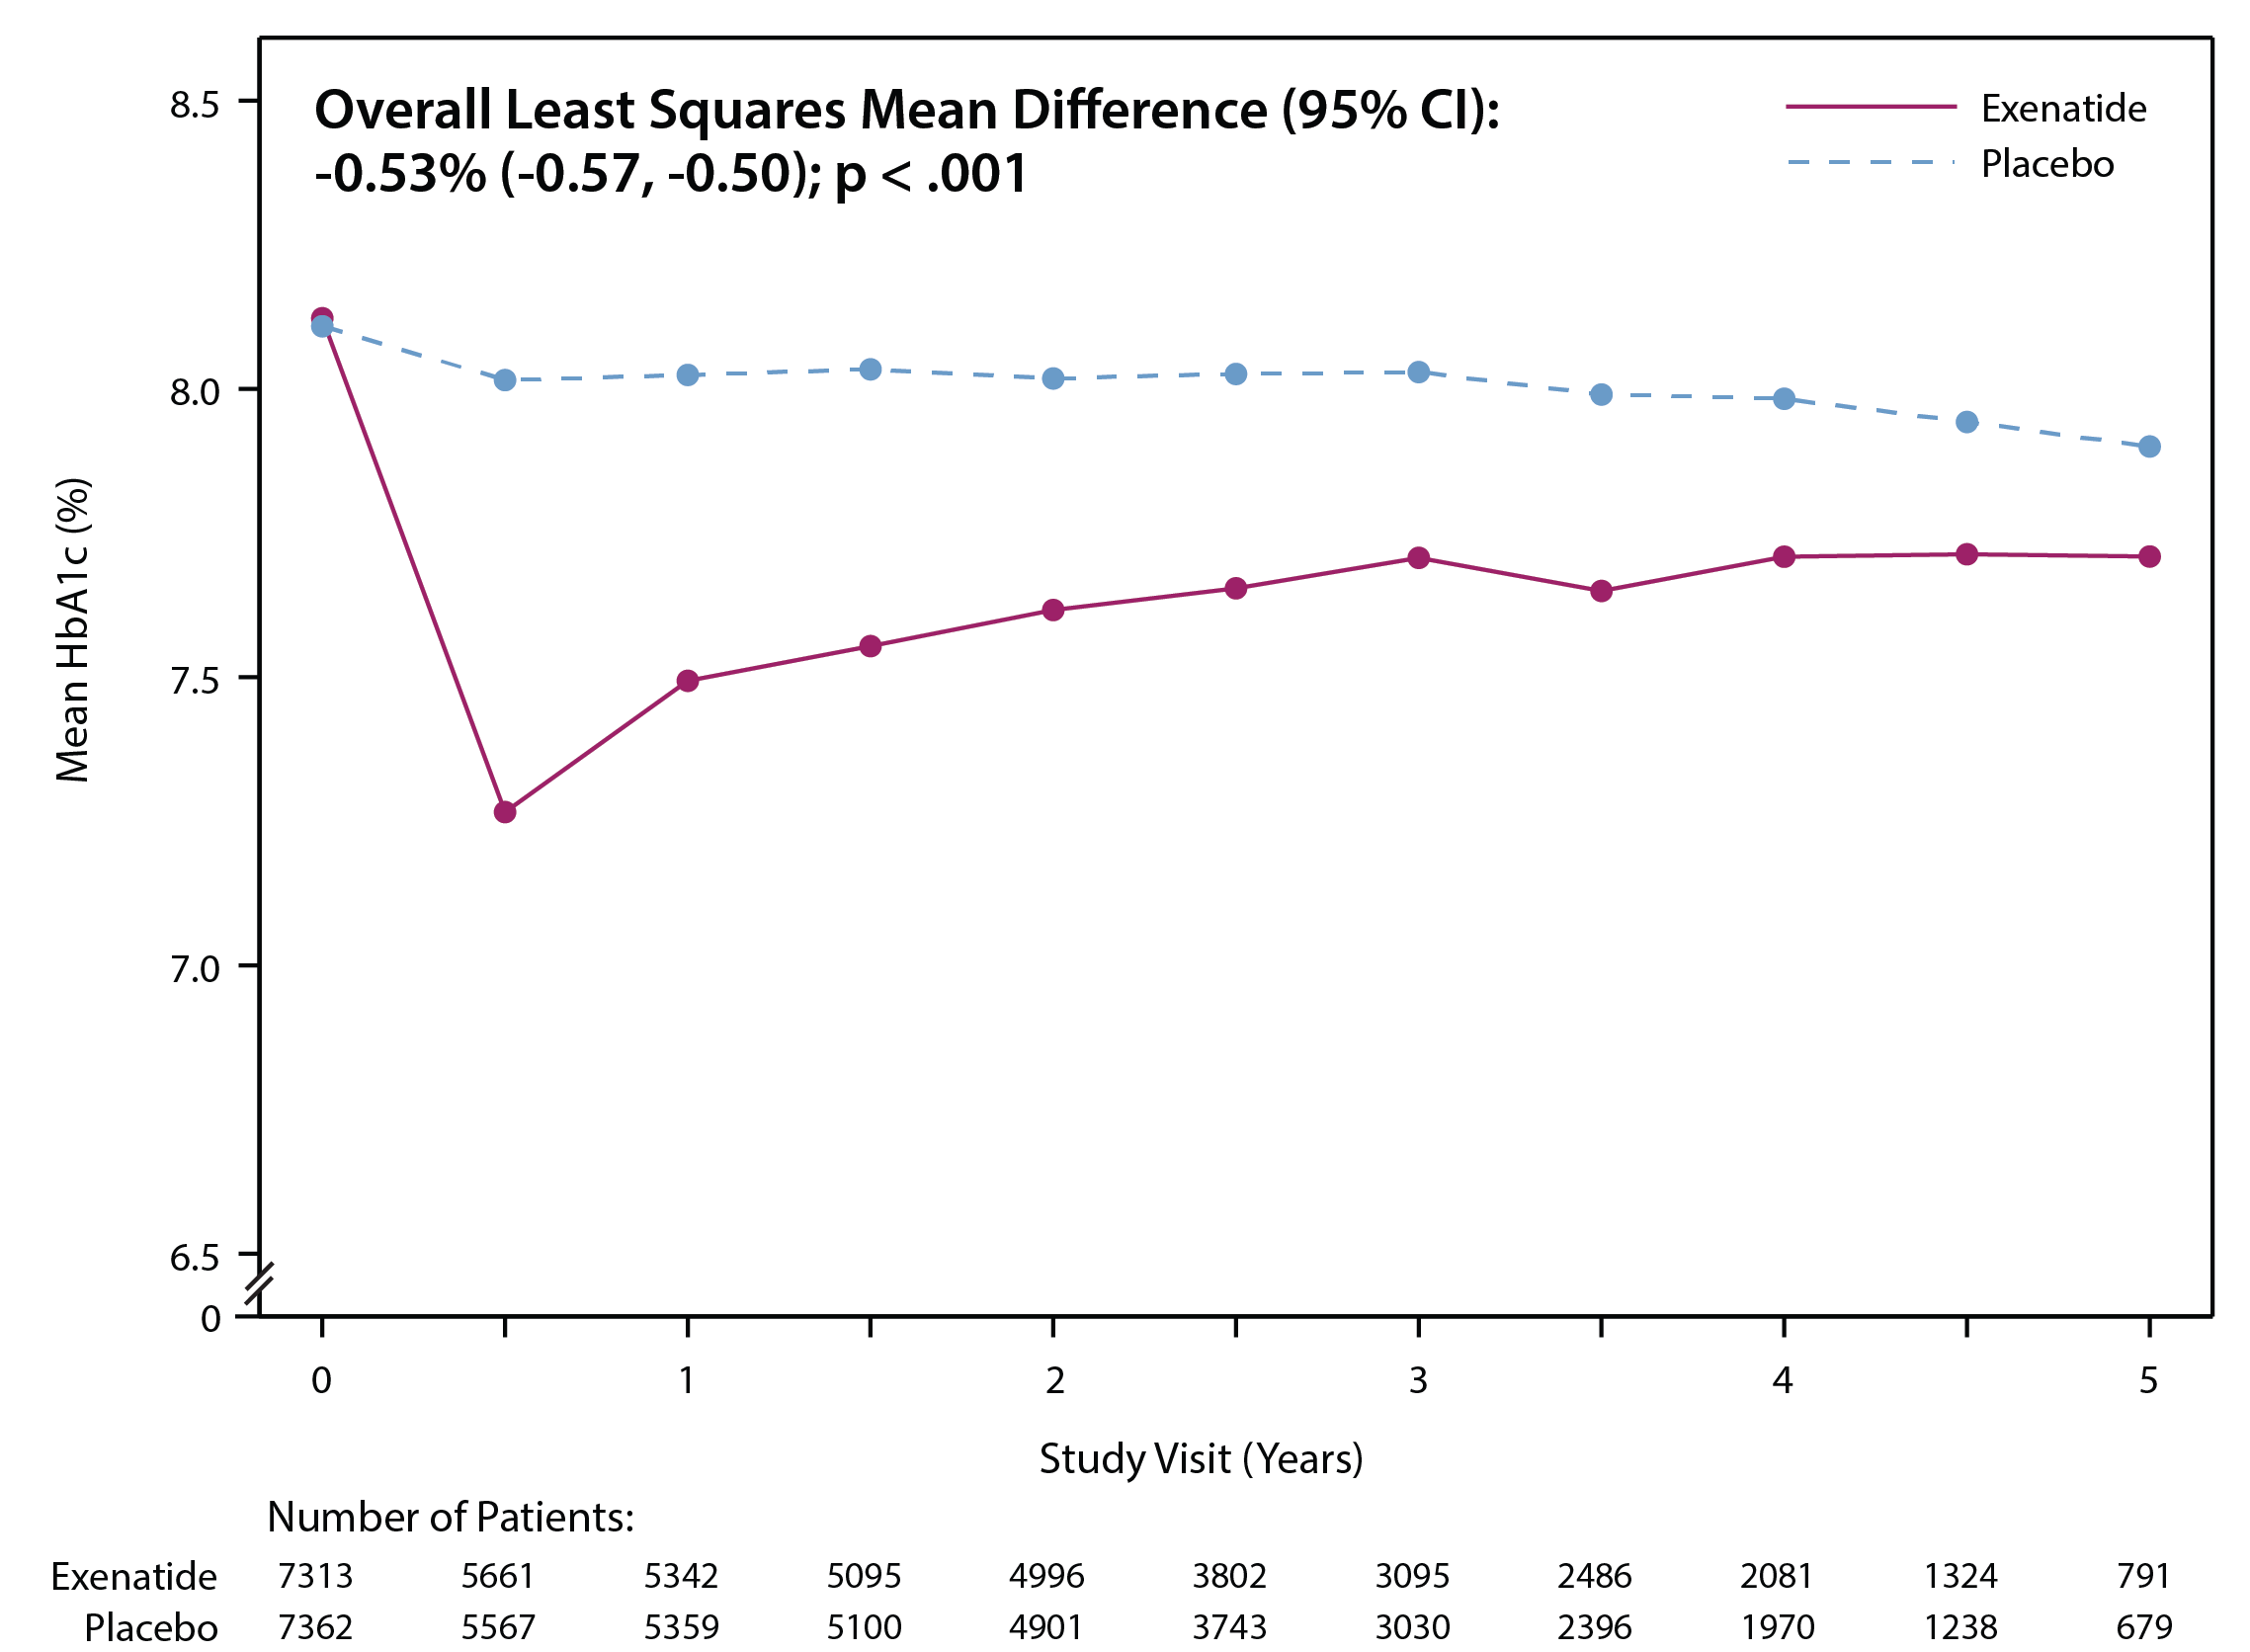 Overall Least Squares Mean Difference (95% CI):
-0.53% (-0.57, -0.50); p < .001
Exenatide
Placebo
Mean HbA1c (%)
8.5
8.0
7.5
7.0
6.5
0
0 1 2 3 4 5
Study Visit (Years)
Number of Patients:
Exenatide 7313 5661 5342 5095 4996 3802 3095 2486 2081 1324 791
Placebo 7362 5567 5359 5100 4901 3743 3030 2396 1970 1238 679